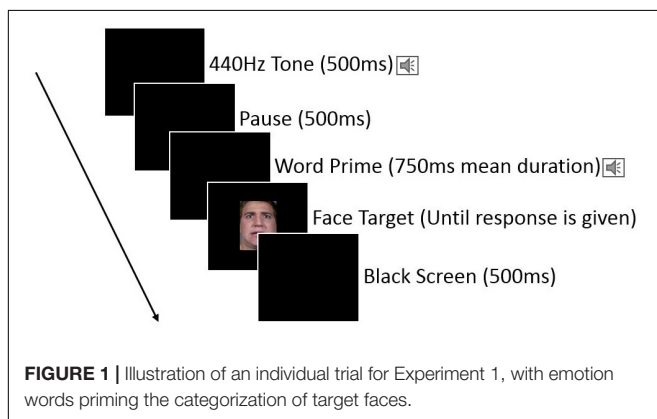 440Hz Tone (500ms)
Pause (500ms)
Word Prime (750ms mean duration)
Face Target (Until response is given)
Black Screen (500ms)
FIGURE 1 | Illustration of an individual trial for Experiment 1, with emotion
words priming the categorization of target faces.